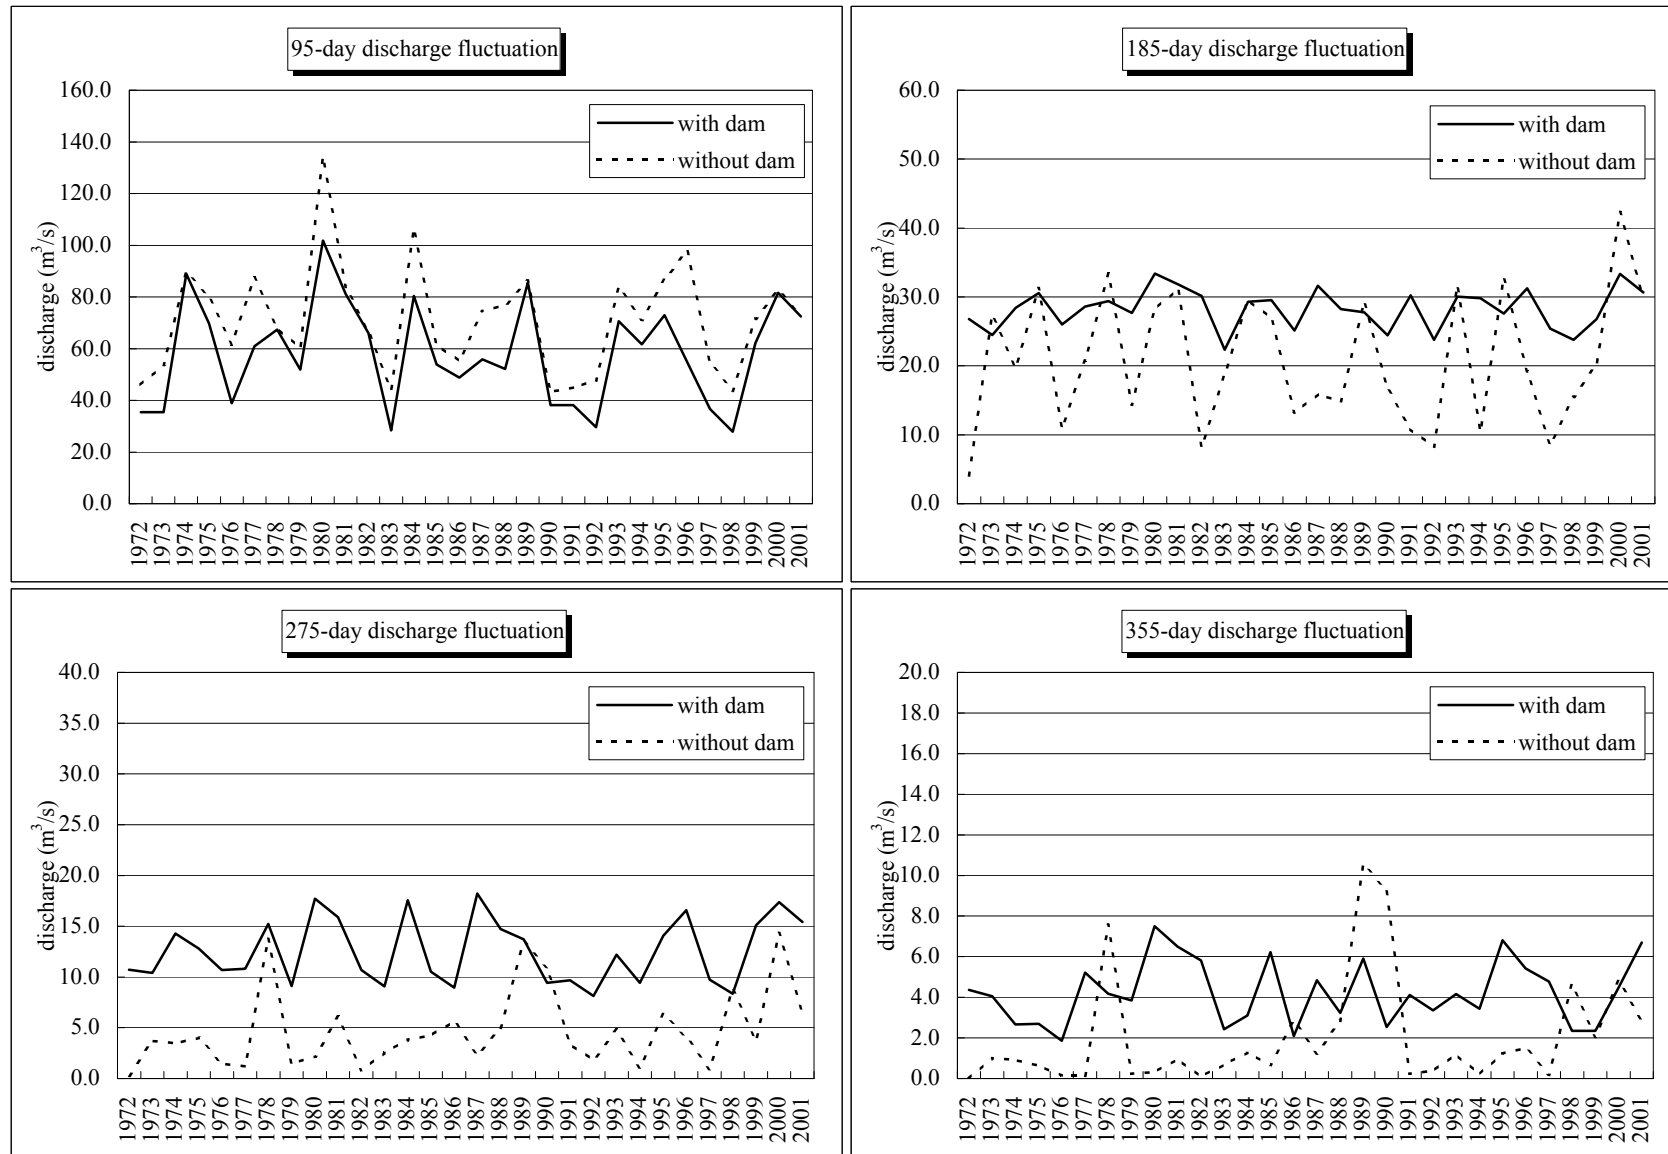 95-day discharge fluctuation
discharge (m³/s)
160.0
140.0
120.0
100.0
80.0
60.0
40.0
20.0
0.0
with dam
without dam
1972 1973 1974 1975 1976 1977 1978 1979 1980 1981 1982 1983 1984 1985 1986 1987 1988 1989 1990 1991 1992 1993 1994 1995 1996 1997 1998 1999 2000 2001
185-day discharge fluctuation
discharge (m³/s)
60.0
50.0
40.0
30.0
20.0
10.0
0.0
with dam
without dam
1972 1973 1974 1975 1976 1977 1978 1979 1980 1981 1982 1983 1984 1985 1986 1987 1988 1989 1990 1991 1992 1993 1994 1995 1996 1997 1998 1999 2000 2001
275-day discharge fluctuation
discharge (m³/s)
40.0
35.0
30.0
25.0
20.0
15.0
10.0
5.0
0.0
with dam
without dam
1972 1973 1974 1975 1976 1977 1978 1979 1980 1981 1982 1983 1984 1985 1986 1987 1988 1989 1990 1991 1992 1993 1994 1995 1996 1997 1998 1999 2000 2001
355-day discharge fluctuation
discharge (m³/s)
20.0
18.0
16.0
14.0
12.0
10.0
8.0
6.0
4.0
2.0
0.0
with dam
without dam
1972 1973 1974 1975 1976 1977 1978 1979 1980 1981 1982 1983 1984 1985 1986 1987 1988 1989 1990 1991 1992 1993 1994 1995 1996 1997 1998 1999 2000 2001